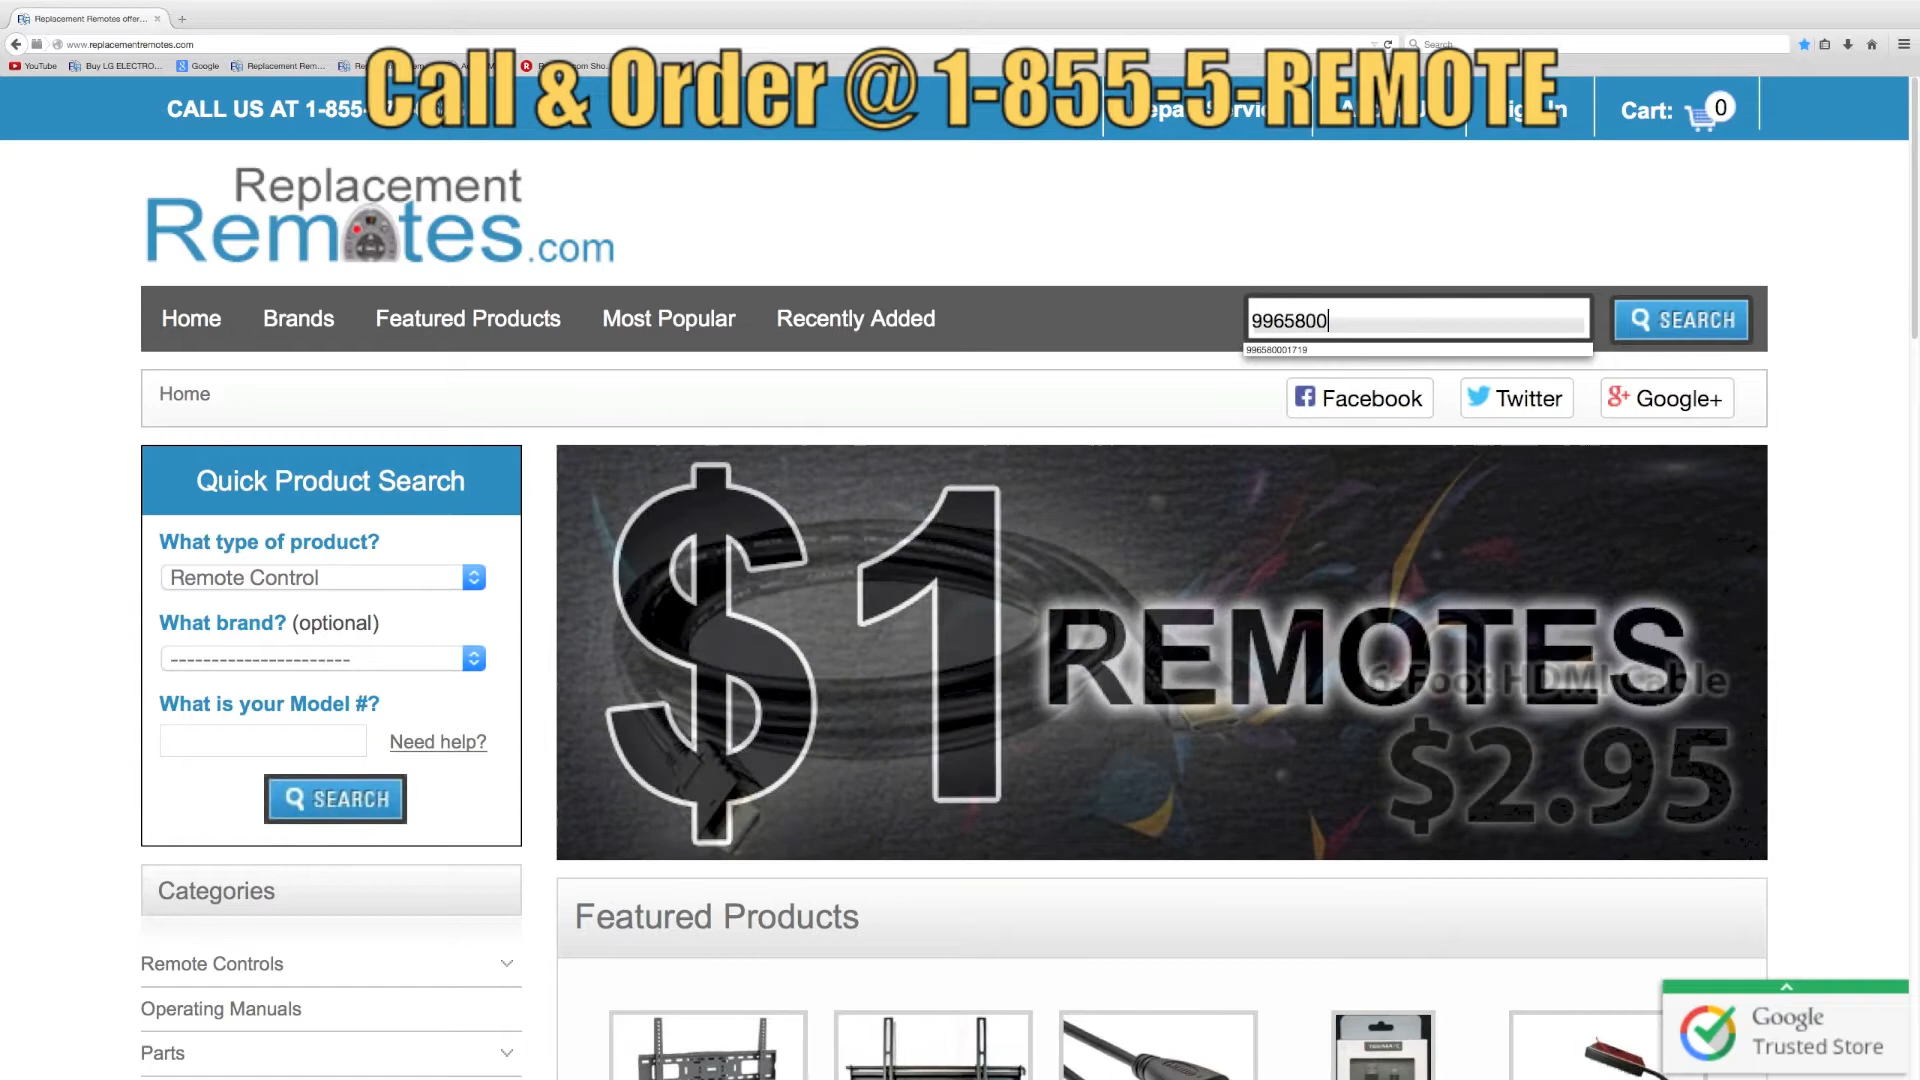 Replacement Remotes offer...
www.replacementremotes.com
Search
YouTube
Buy LG ELECTRO...
Google
Replacement Rem...
Call & Order @ 1-855-5-REMOTE
CALL US AT 1-855-
Cart: 0
Replacement
Remotes.com
Home
Brands
Featured Products
Most Popular
Recently Added
9965800
SEARCH
996580001719
Home
Facebook
Twitter
Google+
Quick Product Search
What type of product?
Remote Control
What brand? (optional)
----------------------
What is your Model #?
Need help?
SEARCH
$1 REMOTES
6-Foot HDMI Cable
$2.95
Categories
Remote Controls
Operating Manuals
Parts
Featured Products
Google
Trusted Store